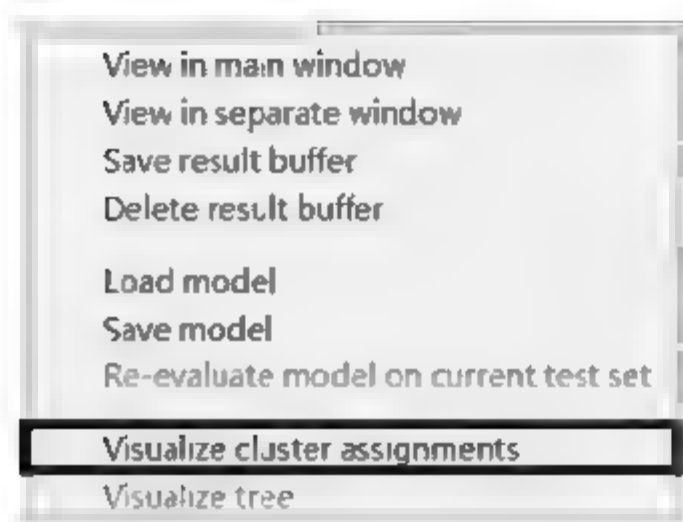 View in main window
View in separate window
Save result buffer
Delete result buffer
Load model
Save model
Re-evaluate model on current test set
Visualize cluster assignments
Visualize tree